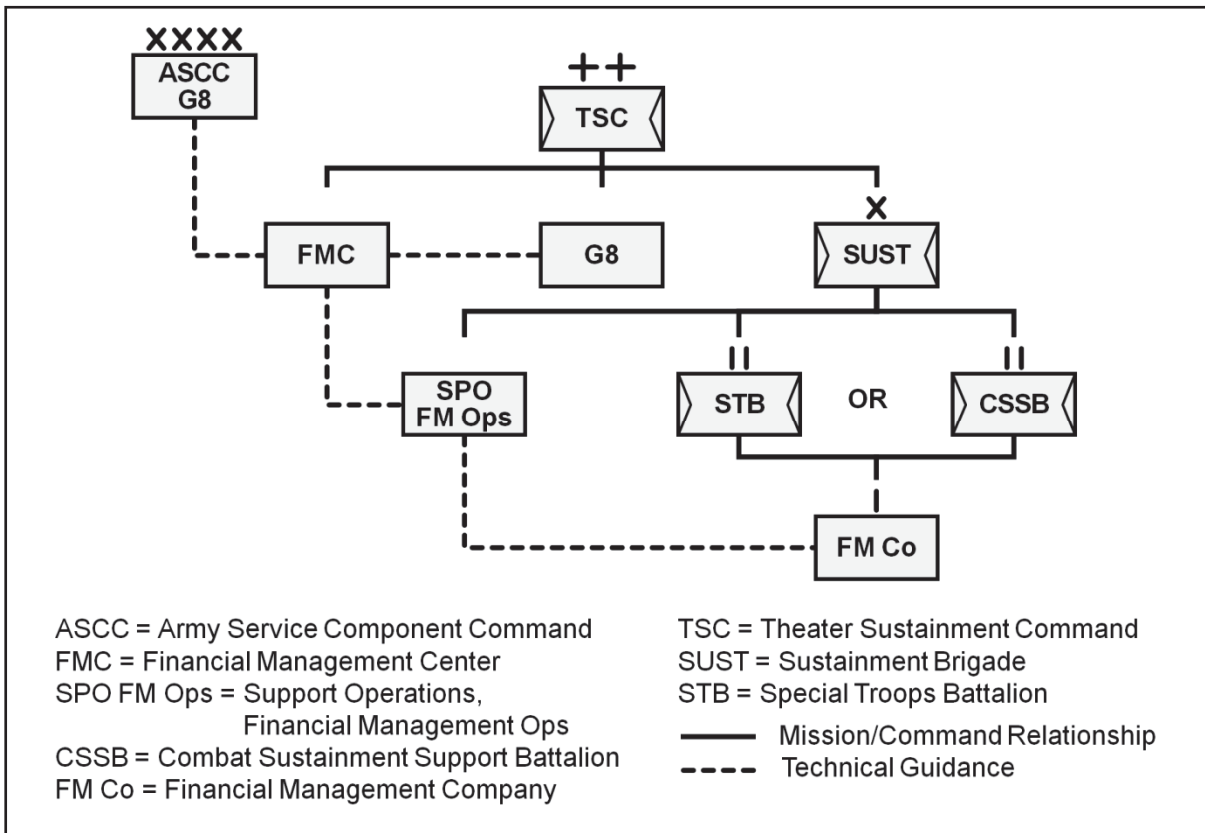 XXXX
ASCC
G8
++
TSC
FMC
G8
X
SUST
SPO
FM Ops
II
STB
OR
II
CSSB
I
FM Co
ASCC = Army Service Component Command
FMC = Financial Management Center
SPO FM Ops = Support Operations,
Financial Management Ops
CSSB = Combat Sustainment Support Battalion
FM Co = Financial Management Company
TSC = Theater Sustainment Command
SUST = Sustainment Brigade
STB = Special Troops Battalion
Mission/Command Relationship
Technical Guidance